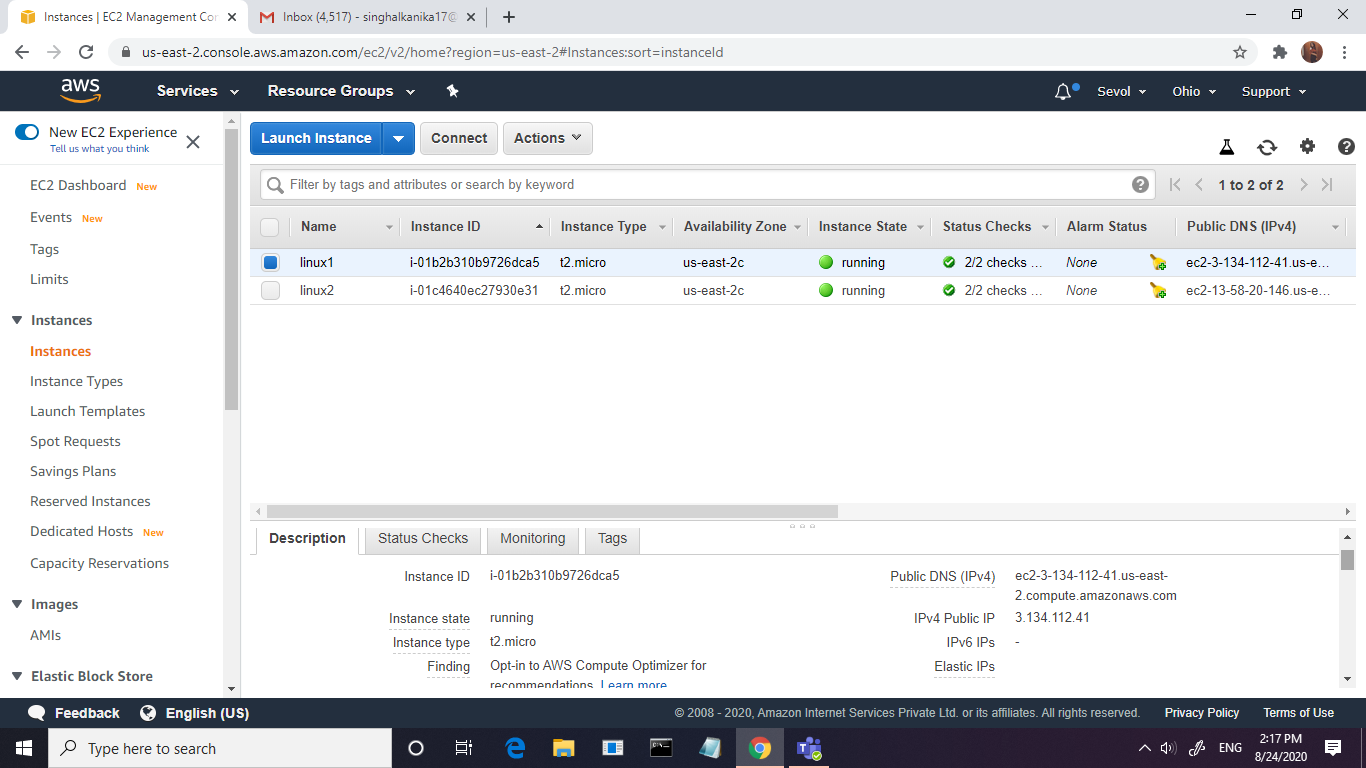 Instances | EC2 Management Con
Inbox (4,517) - singhalkanika17@
us-east-2.console.aws.amazon.com/ec2/v2/home?region=us-east-2#Instances:sort=instanceId
aws
Services
Resource Groups
Sevol
Ohio
Support
New EC2 Experience
Tell us what you think
EC2 Dashboard New
Events New
Tags
Limits
Instances
Instances
Instance Types
Launch Templates
Spot Requests
Savings Plans
Reserved Instances
Dedicated Hosts New
Capacity Reservations
Images
AMIs
Elastic Block Store
Launch Instance
Connect
Actions
Filter by tags and attributes or search by keyword
1 to 2 of 2
Name Instance ID Instance Type Availability Zone Instance State Status Checks Alarm Status Public DNS (IPv4)
linux1 i-01b2b310b9726dca5 t2.micro us-east-2c running 2/2 checks ... None ec2-3-134-112-41.us-e...
linux2 i-01c4640ec27930e31 t2.micro us-east-2c running 2/2 checks ... None ec2-13-58-20-146.us-e...
Description Status Checks Monitoring Tags
Instance ID i-01b2b310b9726dca5
Public DNS (IPv4) ec2-3-134-112-41.us-east-
2.compute.amazonaws.com
Instance state running
IPv4 Public IP 3.134.112.41
Instance type t2.micro
IPv6 IPs -
Finding Opt-in to AWS Compute Optimizer for
recommendations. Learn more
Elastic IPs
Feedback
English (US)
© 2008 - 2020, Amazon Internet Services Private Ltd. or its affiliates. All rights reserved.
Privacy Policy
Terms of Use
Type here to search
ENG
2:17 PM
8/24/2020